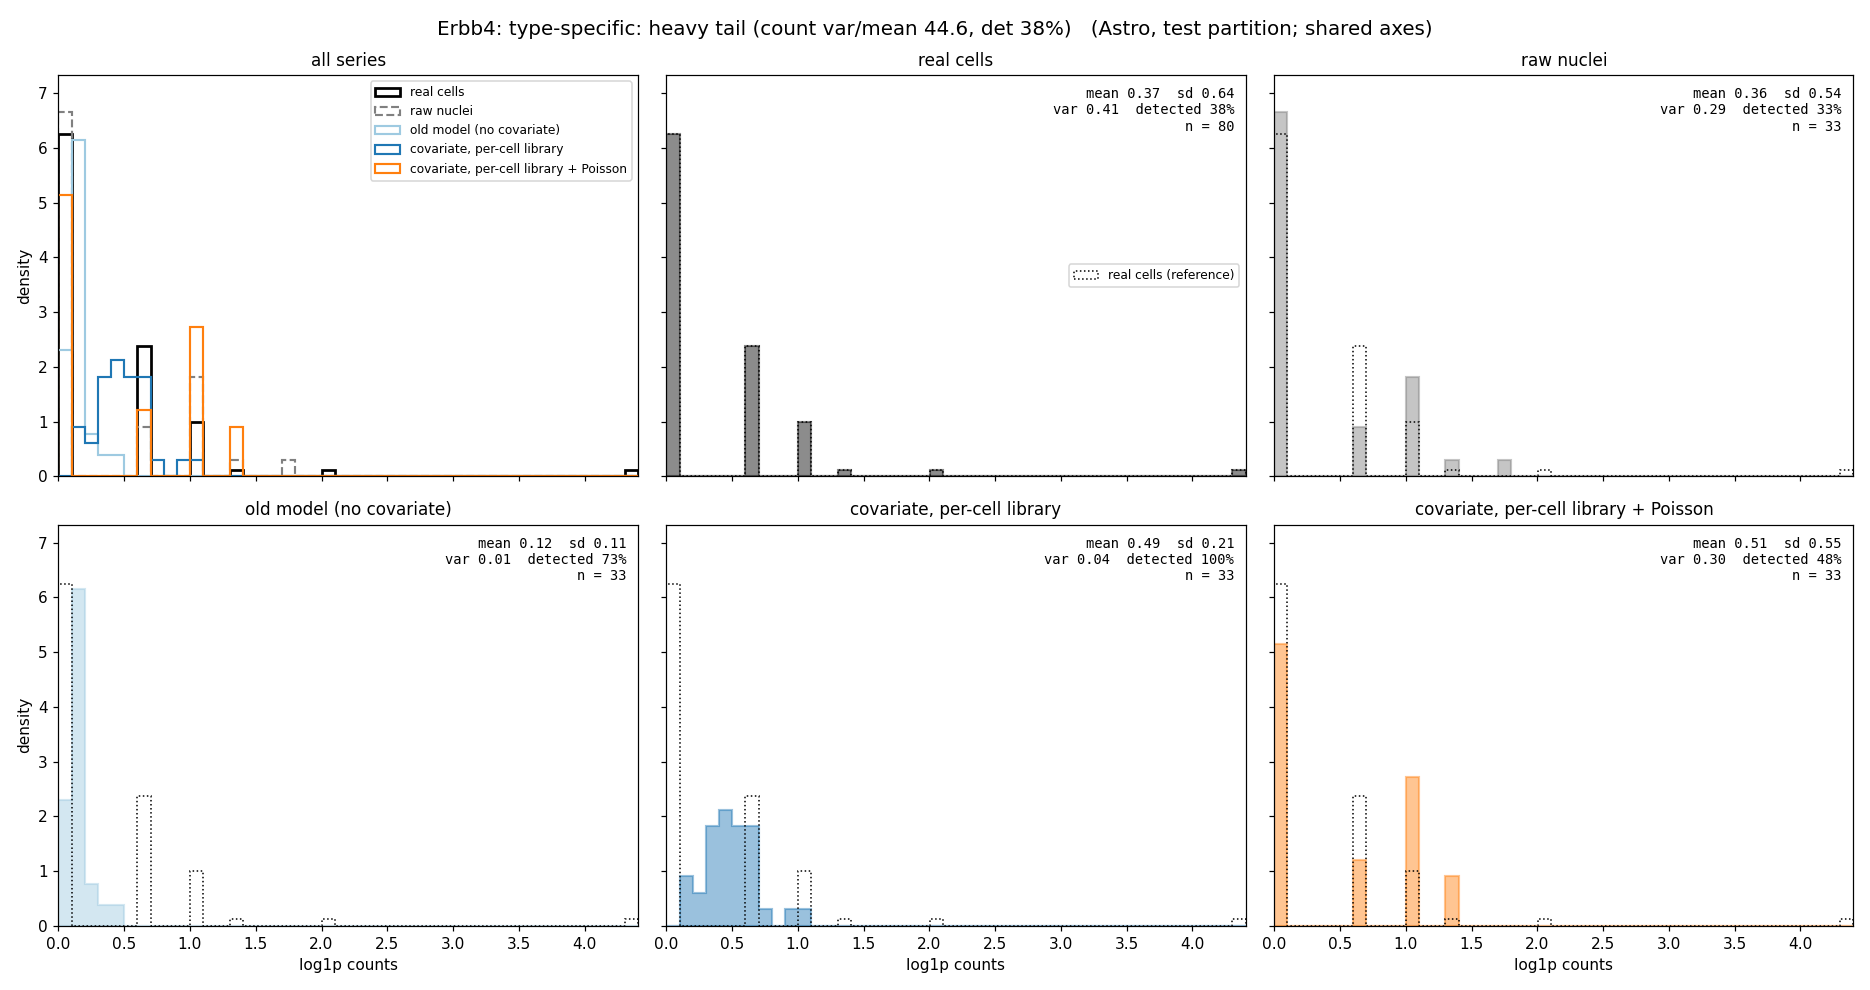 Erbb4: type-specific: heavy tail (count var/mean 44.6, det 38%)   (Astro, test partition; shared axes)
all series
real cells
raw nuclei
old model (no covariate)
covariate, per-cell library
covariate, per-cell library + Poisson
density
7
6
5
4
3
2
1
0
real cells
mean 0.37  sd 0.64
var 0.41  detected 38%
n = 80
real cells (reference)
raw nuclei
mean 0.36  sd 0.54
var 0.29  detected 33%
n = 33
old model (no covariate)
mean 0.12  sd 0.11
var 0.01  detected 73%
n = 33
density
7
6
5
4
3
2
1
0
0.0 0.5 1.0 1.5 2.0 2.5 3.0 3.5 4.0
log1p counts
covariate, per-cell library
mean 0.49  sd 0.21
var 0.04  detected 100%
n = 33
0.0 0.5 1.0 1.5 2.0 2.5 3.0 3.5 4.0
log1p counts
covariate, per-cell library + Poisson
mean 0.51  sd 0.55
var 0.30  detected 48%
n = 33
0.0 0.5 1.0 1.5 2.0 2.5 3.0 3.5 4.0
log1p counts